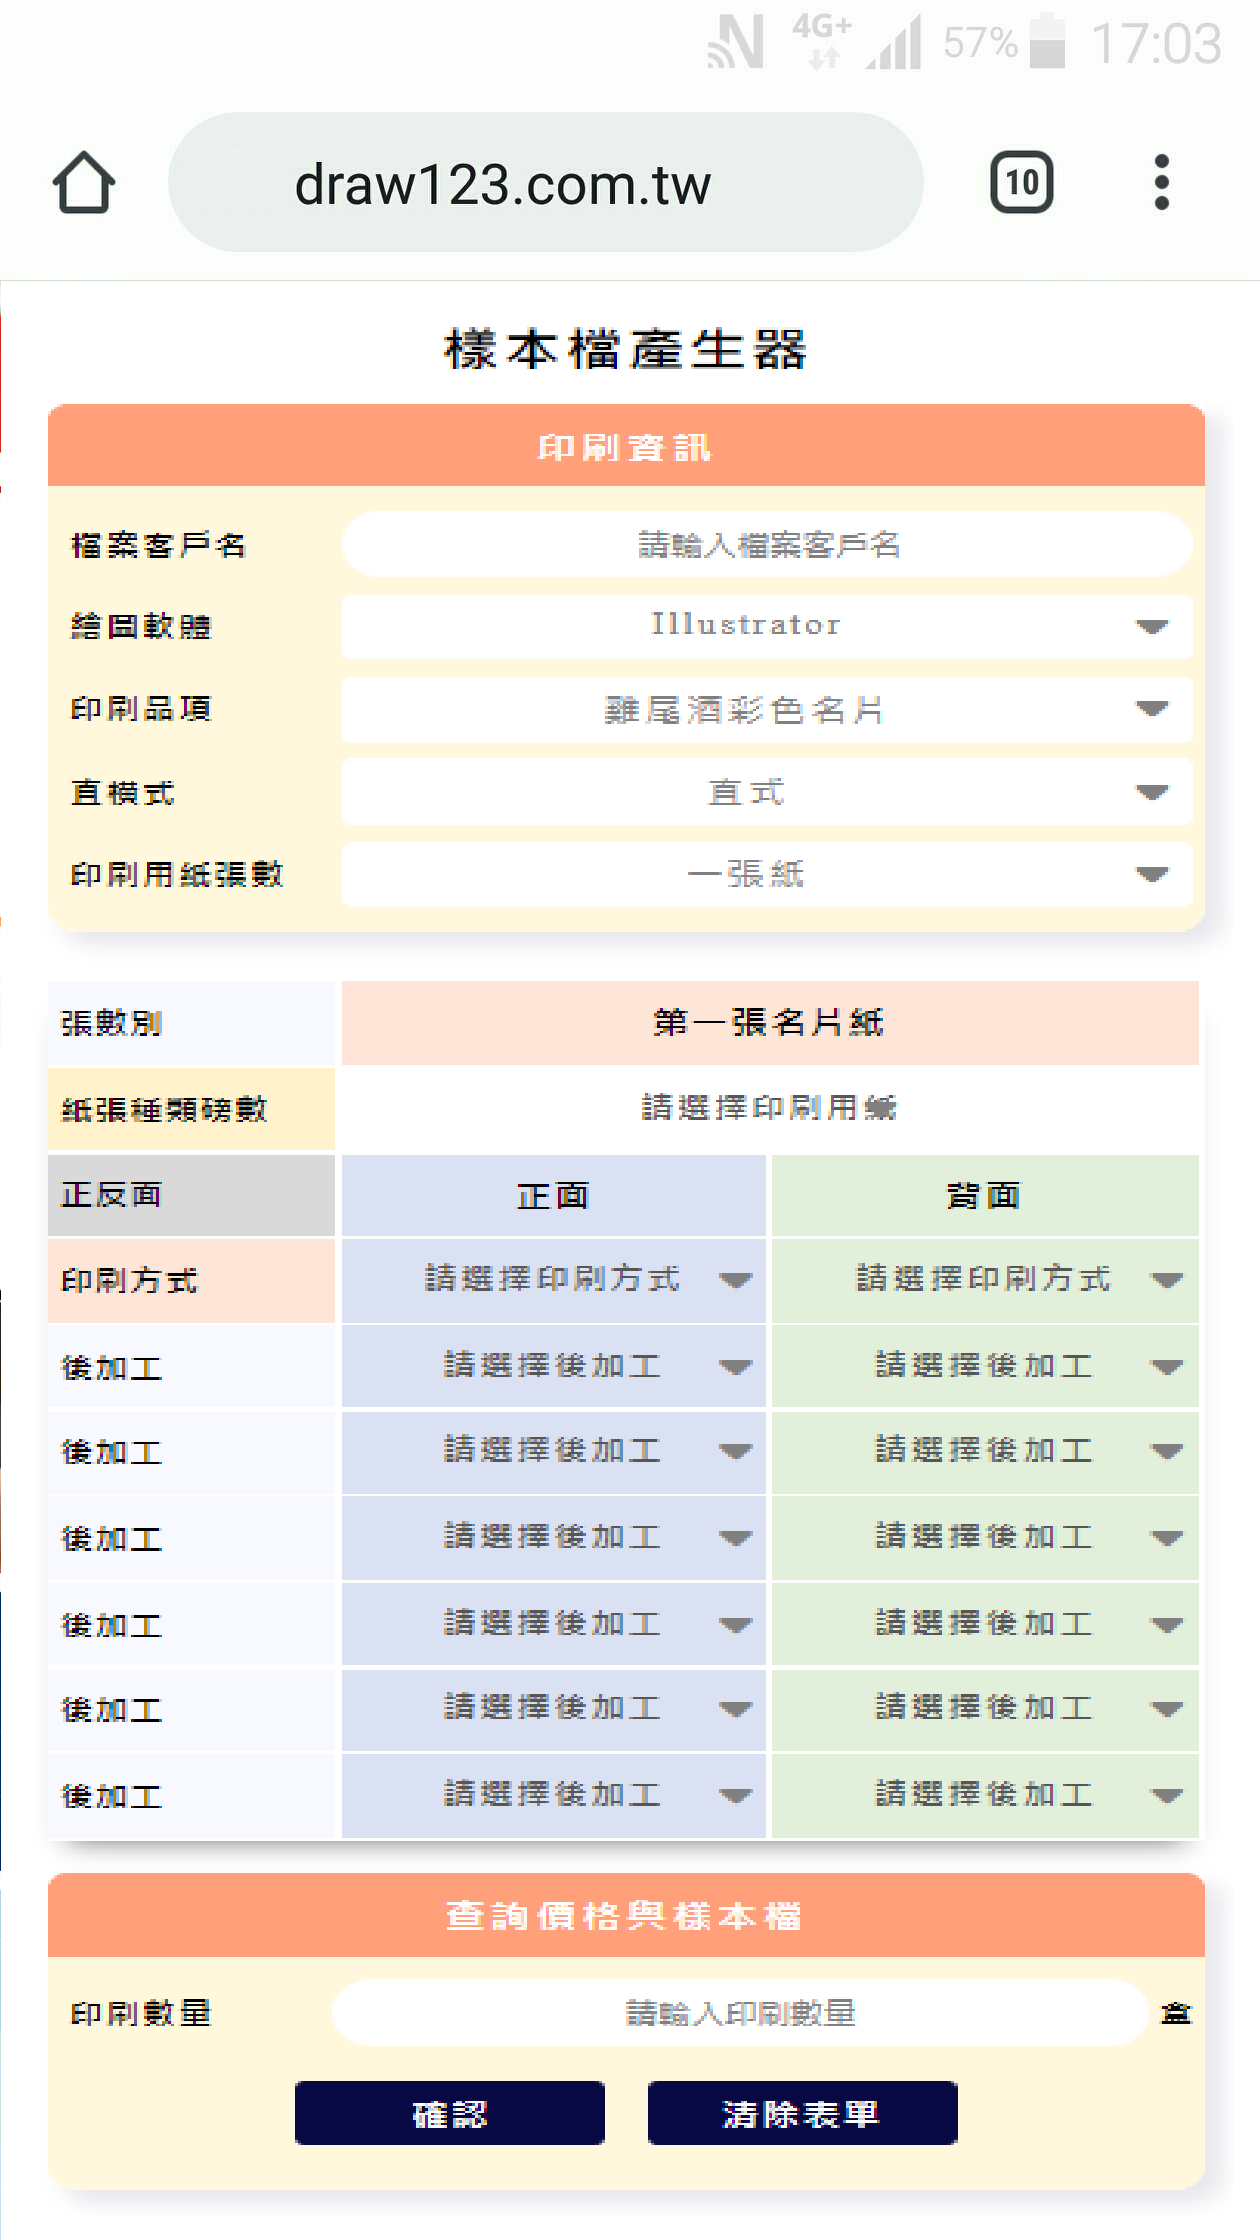 4G+ 57% 17:03
draw123.com.tw 10
樣本檔產生器
印刷資訊
檔案客戶名 請輸入檔案客戶名
繪圖軟體 Illustrator
印刷品項 雞尾酒彩色名片
直橫式 直式
印刷用紙張數 一張紙
張數別 第一張名片紙
紙張種類磅數 請選擇印刷用紙
正反面 正面 背面
印刷方式 請選擇印刷方式 請選擇印刷方式
後加工 請選擇後加工 請選擇後加工
後加工 請選擇後加工 請選擇後加工
後加工 請選擇後加工 請選擇後加工
後加工 請選擇後加工 請選擇後加工
後加工 請選擇後加工 請選擇後加工
後加工 請選擇後加工 請選擇後加工
查詢價格與樣本檔
印刷數量 請輸入印刷數量 盒
確認 清除表單